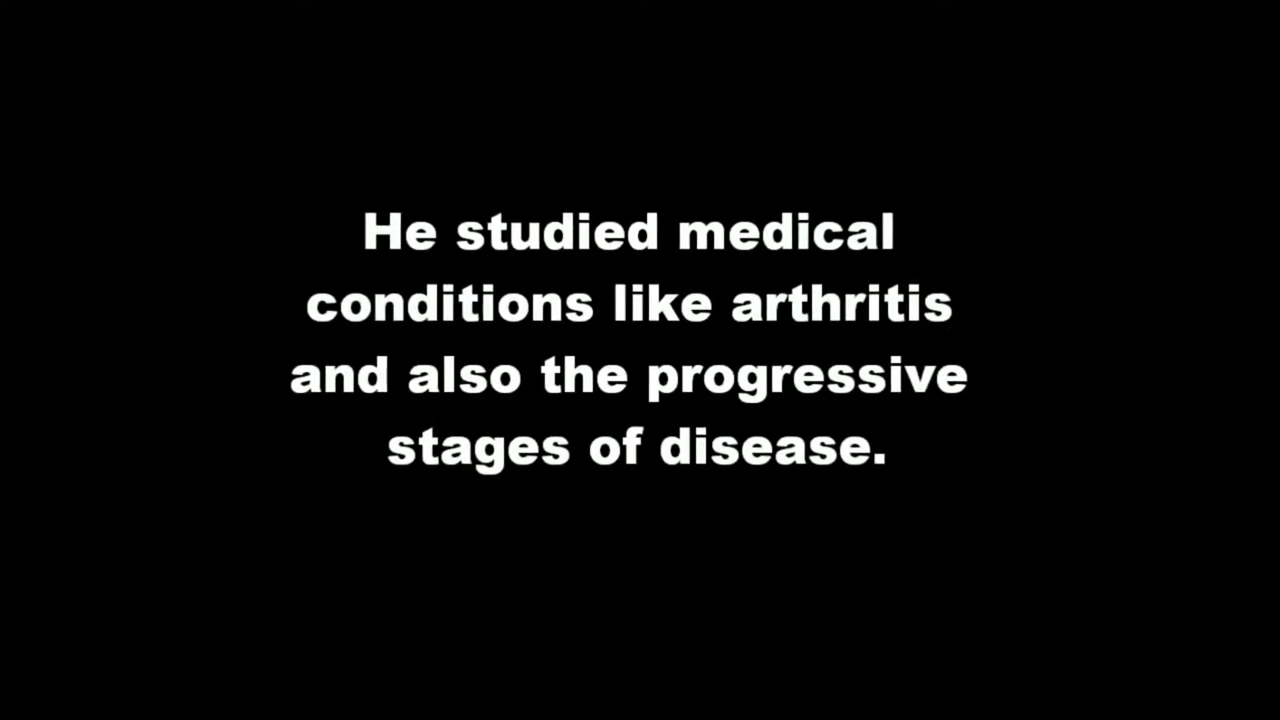 He studied medical
conditions like arthritis
and also the progressive
stages of disease.